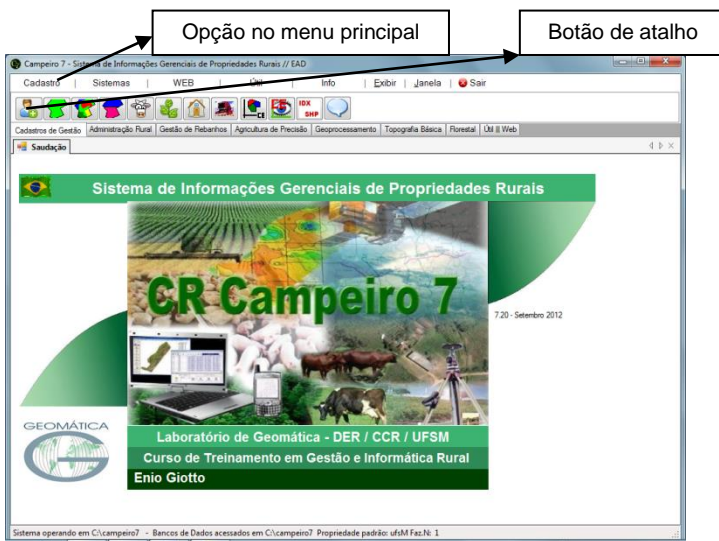 Opção no menu principal
Botão de atalho
Campeiro 7 - Sistema de Informações Gerenciais de Propriedades Rurais // EAD
Cadastro | Sistemas | WEB | Útil | Info | Exibir | Janela | Sair
CB
IDX
SHP
Cadastros de Gestão Administração Rural Gestão de Rebanhos Agricultura de Precisão Geoprocessamento Topografia Básica Florestal Útil || Web
Saudação
Sistema de Informações Gerenciais de Propriedades Rurais
CR Campeiro 7
7.20 - Setembro 2012
GEOMÁTICA
Laboratório de Geomática - DER / CCR / UFSM
Curso de Treinamento em Gestão e Informática Rural
Enio Giotto
Sistema operando em C:\campeiro7 - Bancos de Dados acessados em C:\campeiro7 Propriedade padrão: ufsM Faz.N: 1